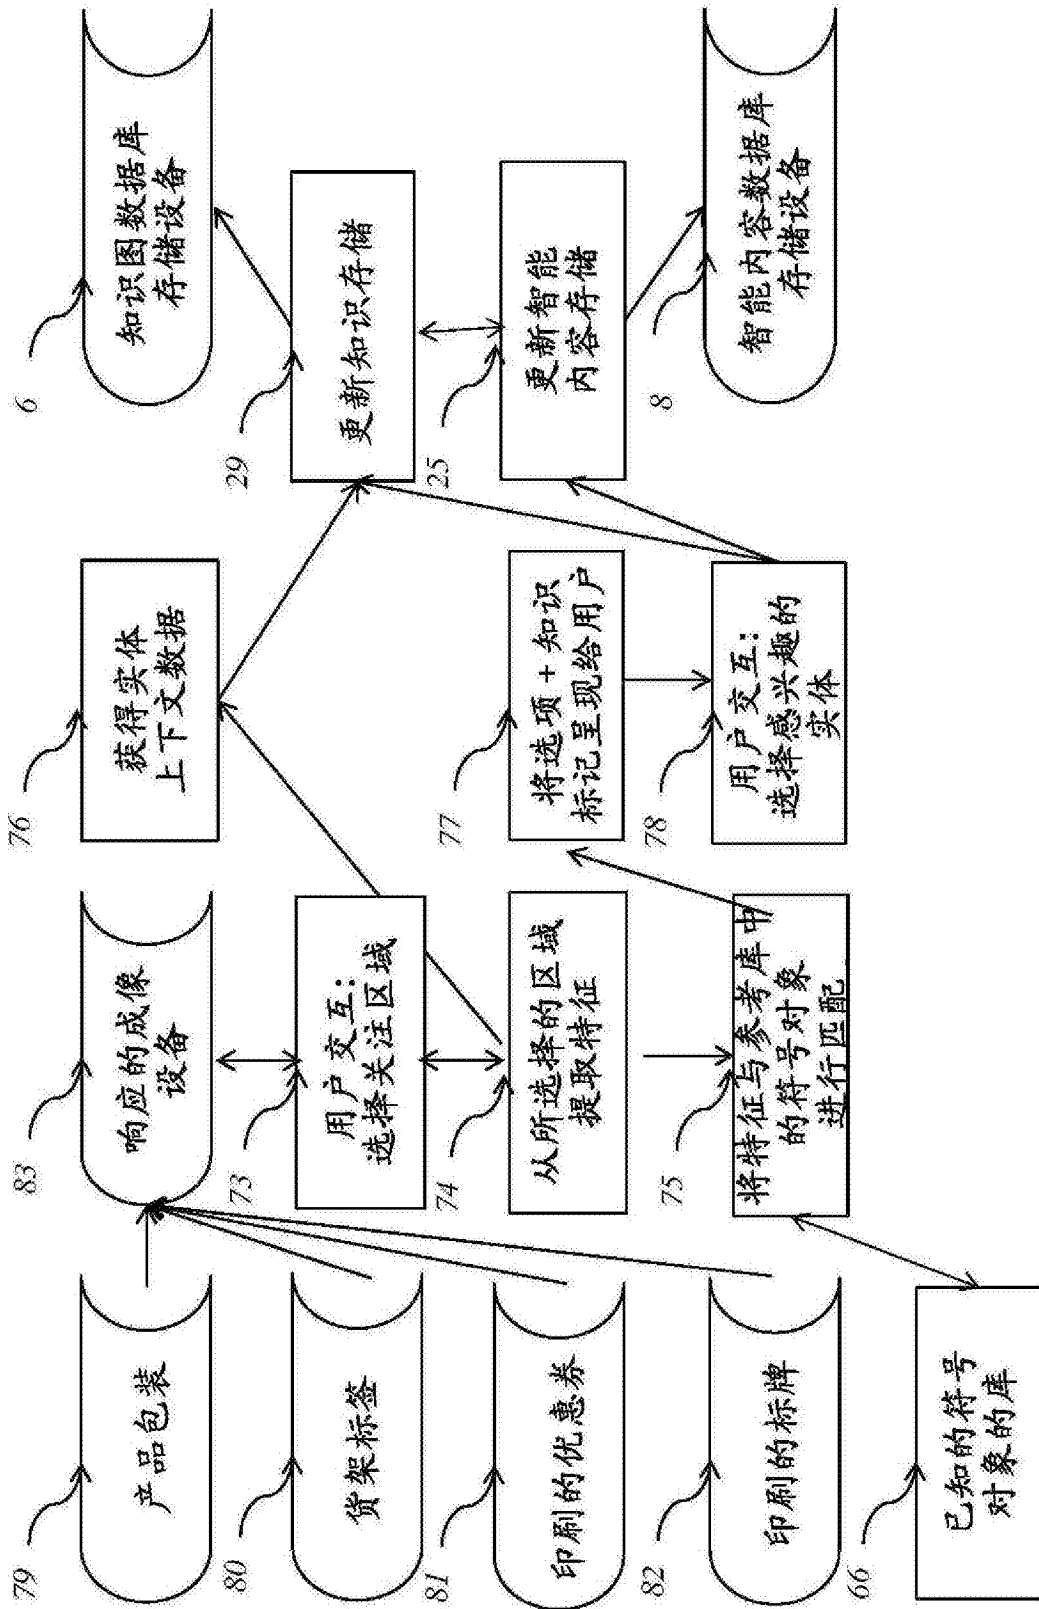 79
产品包装
80
货架标签
81
印刷的优惠券
82
印刷的标牌
66
已知的符号
对象的库
83
响应的成像
设备
73
用户交互：
选择关注区域
74
从所选择的区域
提取特征
75
将特征与参考库中
的符号对象
进行匹配
76
获得实体
上下文数据
77
将选项+知识
标记呈现给用户
78
用户交互：
选择感兴趣的
实体
6
知识图数据库
存储设备
29
更新知识存储
25
更新智能
内容存储
8
智能内容数据库
存储设备